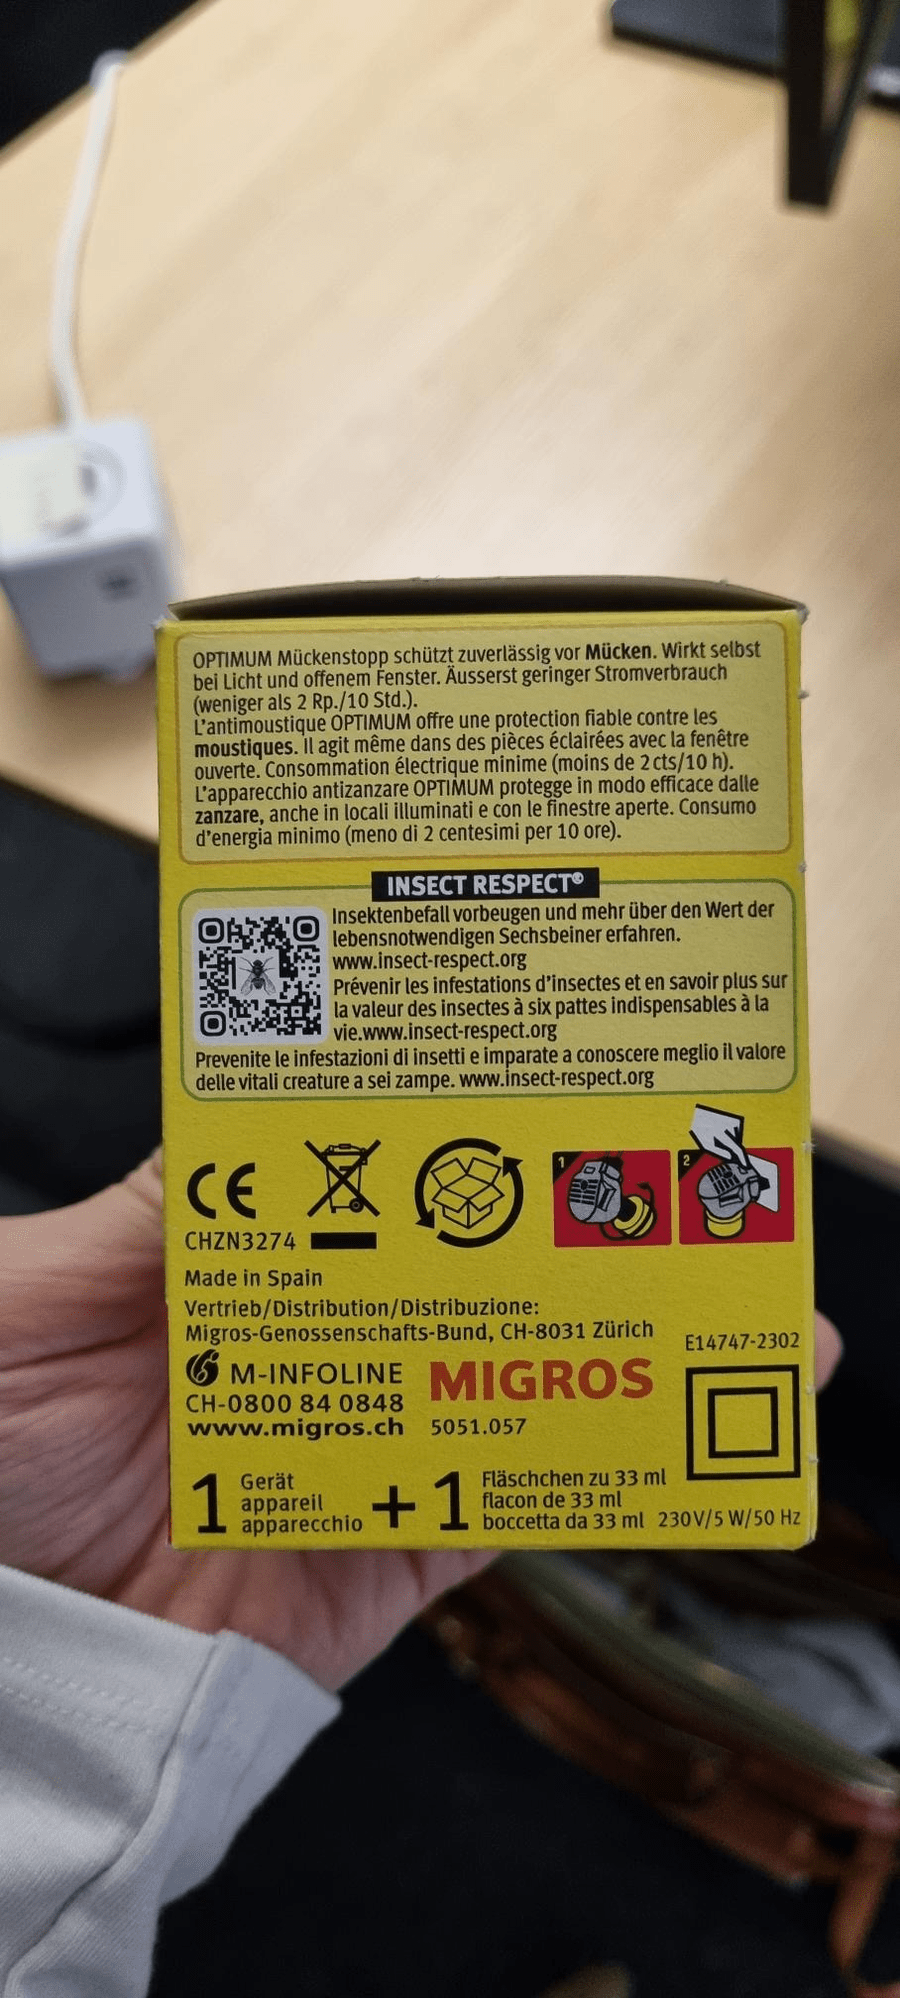 OPTIMUM Mückenstopp schützt zuverlässig vor Mücken. Wirkt selbst
bei Licht und offenem Fenster. Äusserst geringer Stromverbrauch
(weniger als 2 Rp./10 Std.).
L'antimoustique OPTIMUM offre une protection fiable contre les
moustiques. Il agit même dans des pièces éclairées avec la fenêtre
ouverte. Consommation électrique minime (moins de 2 cts/10 h).
L'apparecchio antizanzare OPTIMUM protegge in modo efficace dalle
zanzare, anche in locali illuminati e con le finestre aperte. Consumo
d'energia minimo (meno di 2 centesimi per 10 ore).
INSECT RESPECT®
Insektenbefall vorbeugen und mehr über den Wert der
lebensnotwendigen Sechsbeiner erfahren.
www.insect-respect.org
Prévenir les infestations d'insectes et en savoir plus sur
la valeur des insectes à six pattes indispensables à la
vie.www.insect-respect.org
Prevenite le infestazioni di insetti e imparate a conoscere meglio il valore
delle vitali creature a sei zampe. www.insect-respect.org
CE
1
2
CHZN3274
Made in Spain
Vertrieb/Distribution/Distribuzione:
Migros-Genossenschafts-Bund, CH-8031 Zürich
E14747-2302
M-INFOLINE
CH-0800 84 0848
www.migros.ch
MIGROS
5051.057
1 Gerät
appareil
apparecchio
+ 1 Fläschchen zu 33 ml
flacon de 33 ml
boccetta da 33 ml
230V/5 W/50 Hz